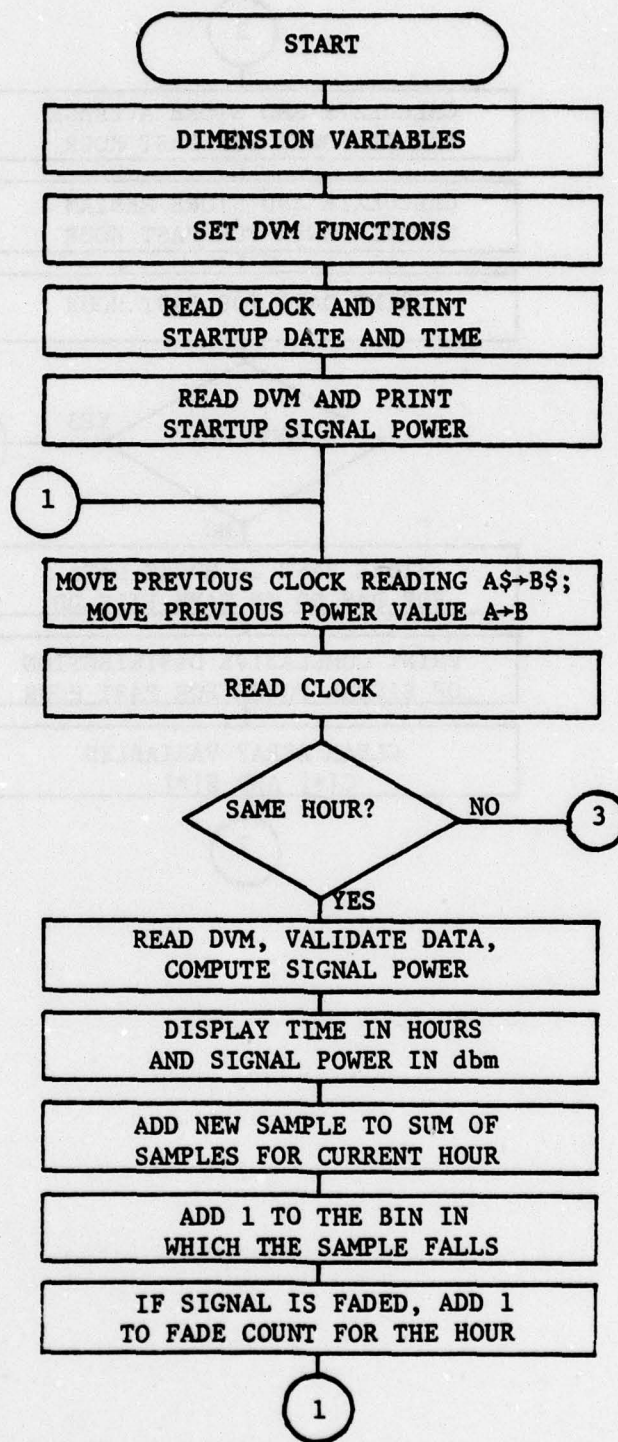 START
DIMENSION VARIABLES
SET DVM FUNCTIONS
READ CLOCK AND PRINT
STARTUP DATE AND TIME
READ DVM AND PRINT
STARTUP SIGNAL POWER
1
MOVE PREVIOUS CLOCK READING A$→B$;
MOVE PREVIOUS POWER VALUE A→B
READ CLOCK
SAME HOUR?
NO
3
YES
READ DVM, VALIDATE DATA,
COMPUTE SIGNAL POWER
DISPLAY TIME IN HOURS
AND SIGNAL POWER IN dbm
ADD NEW SAMPLE TO SUM OF
SAMPLES FOR CURRENT HOUR
ADD 1 TO THE BIN IN
WHICH THE SAMPLE FALLS
IF SIGNAL IS FADED, ADD 1
TO FADE COUNT FOR THE HOUR
1